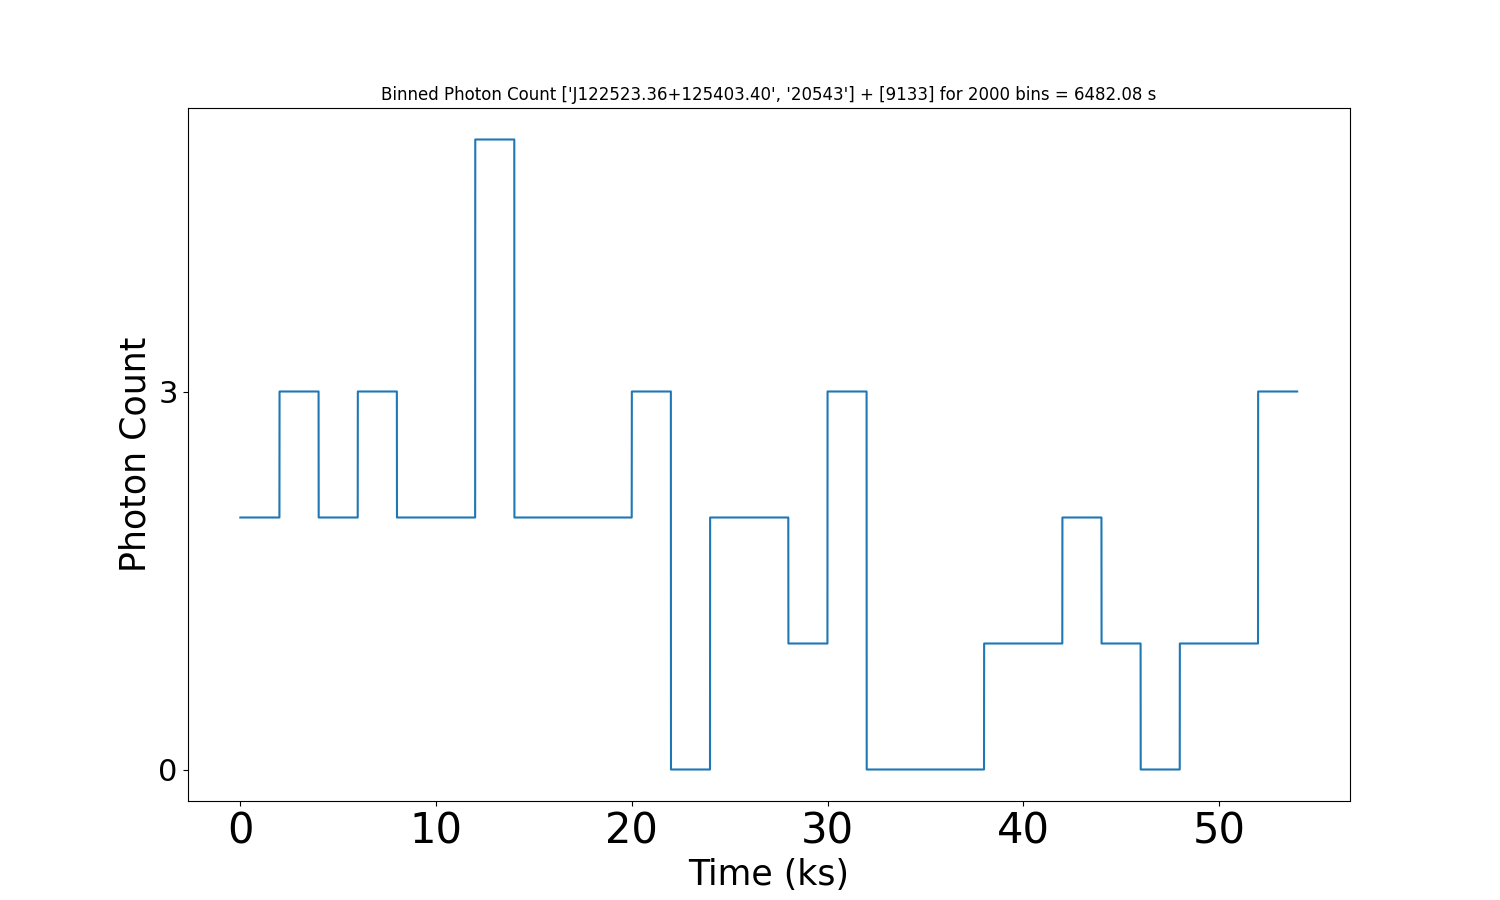 Binned Photon Count ['J122523.36+125403.40', '20543'] + [9133] for 2000 bins = 6482.08 s
Photon Count
3
0
0 10 20 30 40 50
Time (ks)